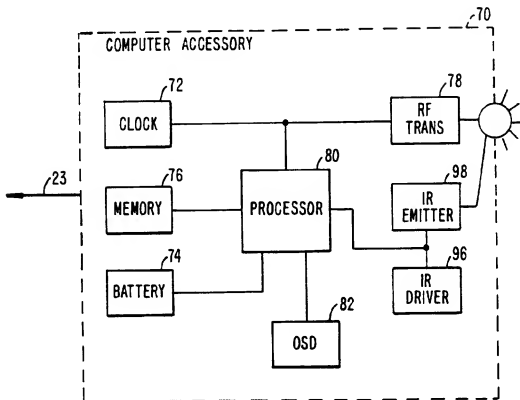 70
COMPUTER ACCESSORY
72
CLOCK
78
RF
TRANS
80
PROCESSOR
98
IR
EMITTER
23
76
MEMORY
74
BATTERY
96
IR
DRIVER
82
OSD